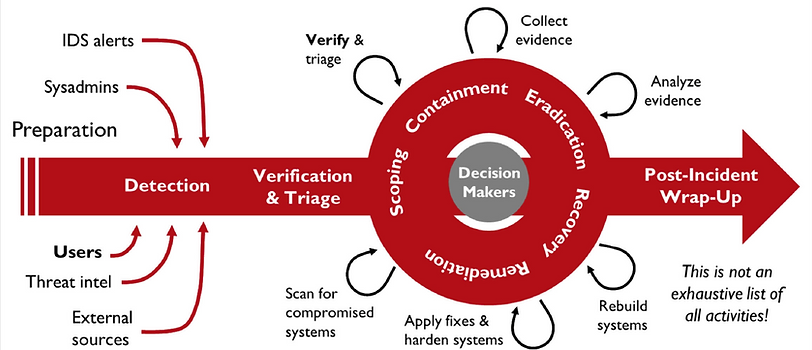 IDS alerts
Sysadmins
Preparation
Detection
Users
Threat intel
External
sources
Verification
& Triage
Verify &
triage
Collect
evidence
Analyze
evidence
Scoping
Containment
Eradication
Recovery
Remediation
Decision
Makers
Scan for
compromised
systems
Apply fixes &
harden systems
Rebuild
systems
Post-Incident
Wrap-Up
This is not an
exhaustive list of
all activities!